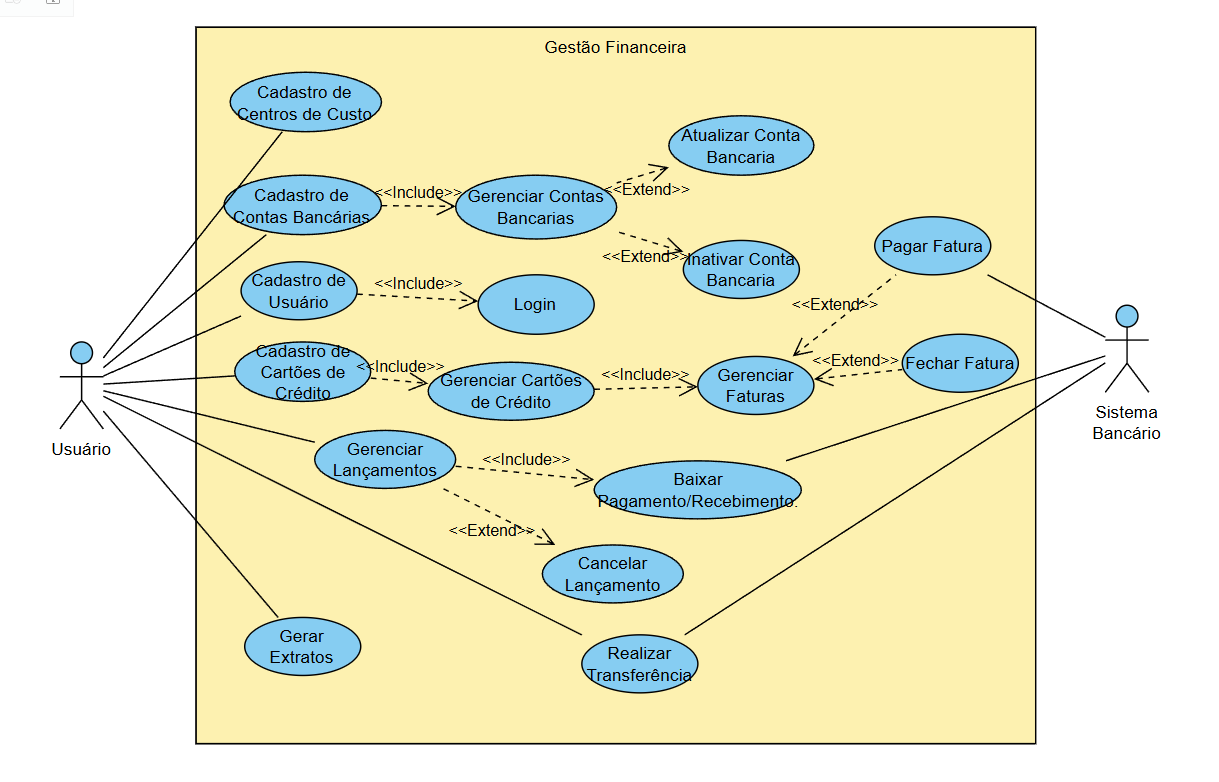 Gestão Financeira
Cadastro de
Centros de Custo
Atualizar Conta
Bancaria
Cadastro de
Contas Bancárias
<<Include>>
Gerenciar Contas
Bancarias
<<Extend>>
<<Extend>>
Inativar Conta
Bancaria
Pagar Fatura
Cadastro de
Usuário
<<Include>>
Login
<<Extend>>
Cadastro de
Cartões de
Crédito
<<Include>>
Gerenciar Cartões
de Crédito
<<Include>>
Gerenciar
Faturas
<<Extend>>
Fechar Fatura
Usuário
Sistema
Bancário
Gerenciar
Lançamentos
<<Include>>
Baixar
Pagamento/Recebimento.
<<Extend>>
Cancelar
Lançamento
Gerar
Extratos
Realizar
Transferência